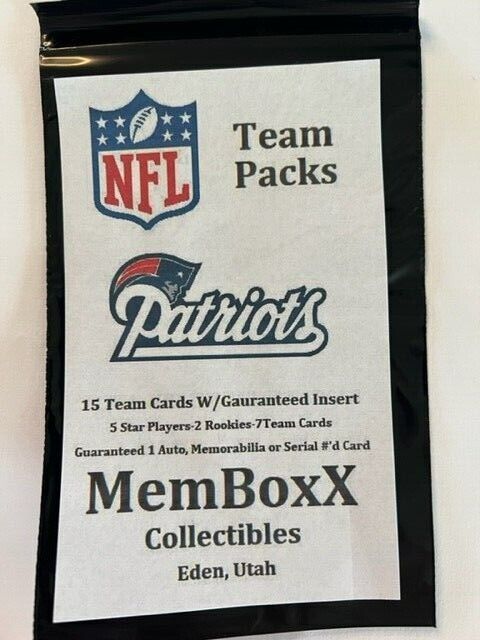 NFL
Team
Packs
Patriots
15 Team Cards W/Gauranteed Insert
5 Star Players-2 Rookies-7Team Cards
Guaranteed 1 Auto, Memorabilia or Serial #'d Card
MemBoxX
Collectibles
Eden, Utah